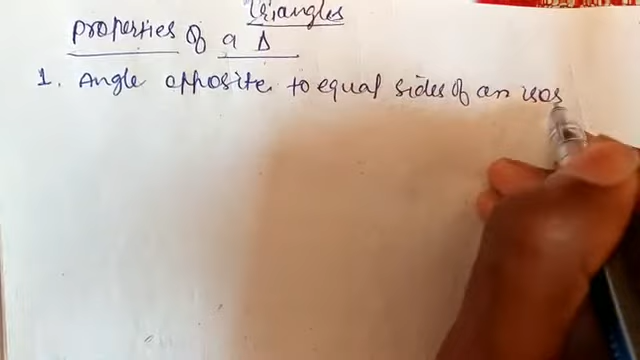 Triangles
Properties of a Δ
1. Angle opposite to equal sides of an isos